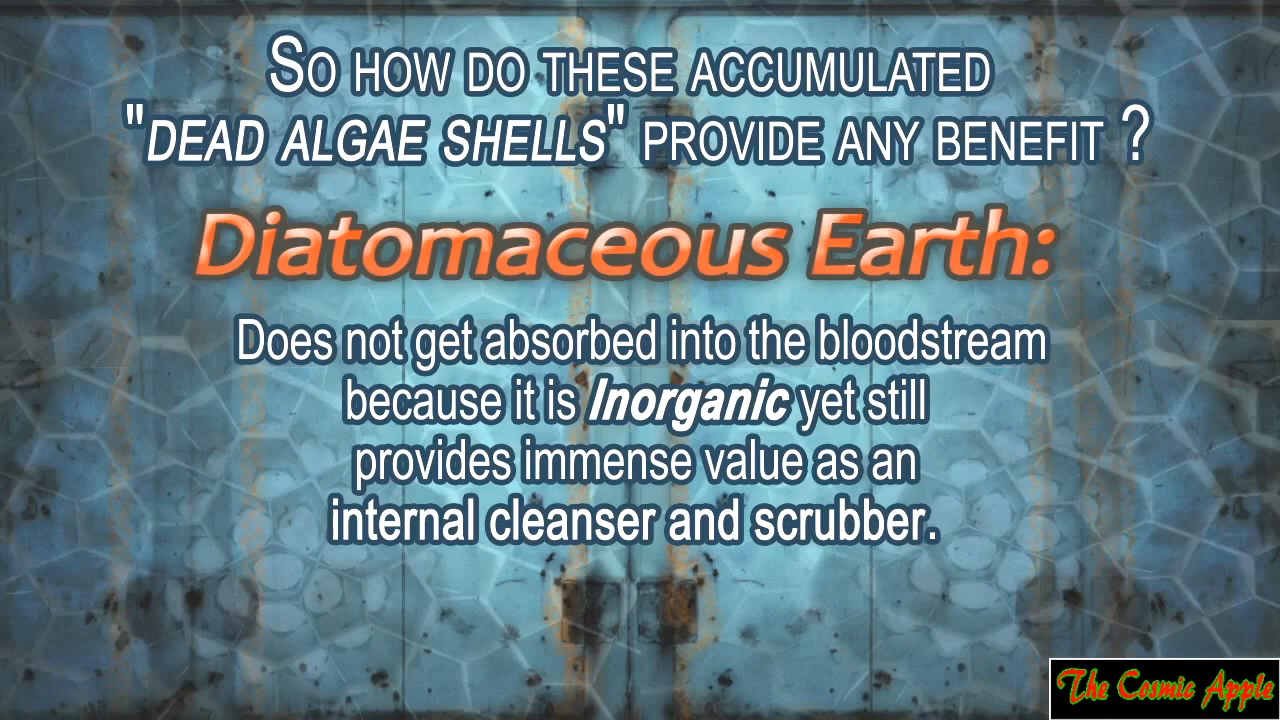 So how do these accumulated
"dead algae shells" provide any benefit ?
Diatomaceous Earth:
Does not get absorbed into the bloodstream
because it is Inorganic yet still
provides immense value as an
internal cleanser and scrubber.
The Cosmic Apple